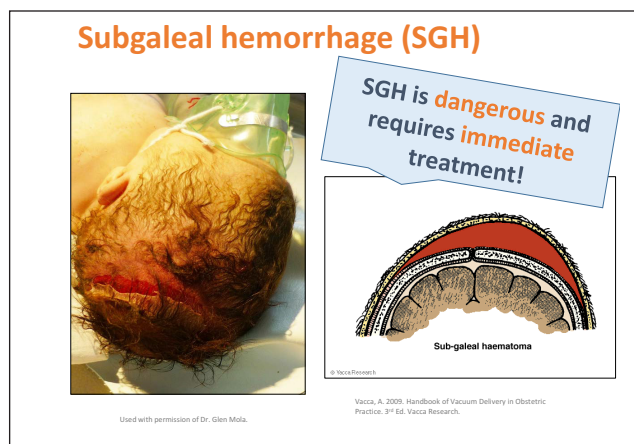 Subgaleal hemorrhage (SGH)
SGH is dangerous and
requires immediate
treatment!
Sub-galeal haematoma
© Vacca Research
Used with permission of Dr. Glen Mola.
Vacca, A. 2009. Handbook of Vacuum Delivery in Obstetric
Practice. 3rd Ed. Vacca Research.